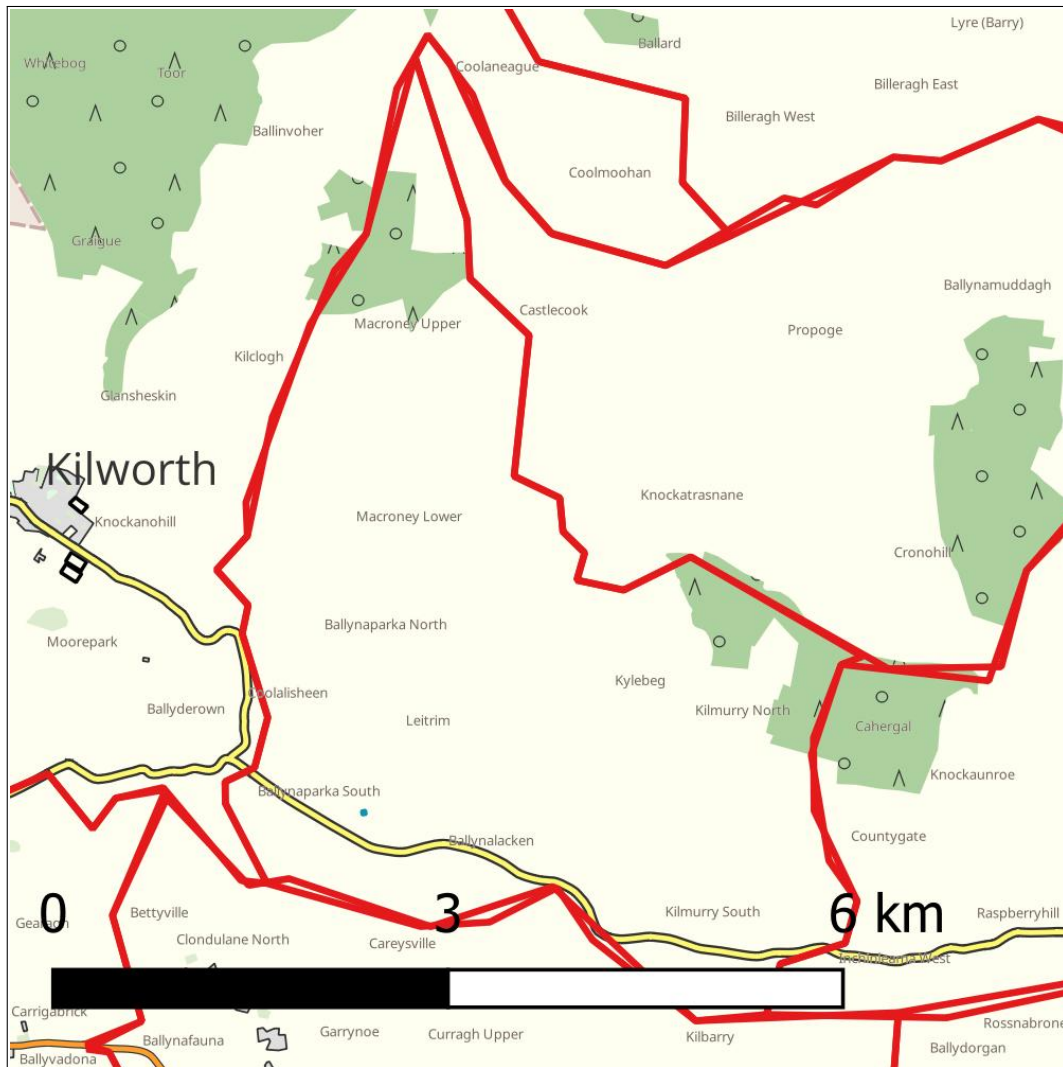 Lyre (Barry)
Ballard
Whitebog
Coolaneague
Toor
Billeragh East
Billeragh West
Ballinvoher
Coolmoohan
Graigue
Ballynamuddagh
Castlecook
Macroney Upper
Propoge
Kilclogh
Glansheskin
Kilworth
Knockatrasnane
Macroney Lower
Knockanohill
Cronohill
Ballynaparka North
Moorepark
Kylebeg
Coolalisheen
Ballyderown
Kilmurry North
Leitrim
Cahergal
Knockaunroe
Ballynaparka South
Countygate
Ballynalacken
0 3 6 km
Bettyville
Kilmurry South
Raspberryhill
Clondulane North
Careysville
Inchinleama West
Carrigabrick
Rossnabrone
Garrynoe
Curragh Upper
Kilbarry
Ballynafauna
Ballydorgan
Ballyvadona